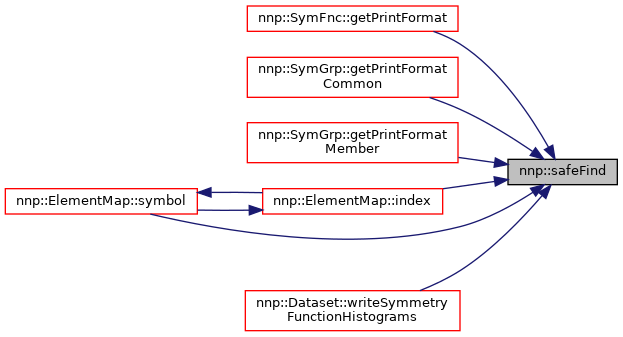 nnp::SymFnc::getPrintFormat
nnp::SymGrp::getPrintFormat
Common
nnp::SymGrp::getPrintFormat
Member
nnp::safeFind
nnp::ElementMap::symbol
nnp::ElementMap::index
nnp::Dataset::writeSymmetry
FunctionHistograms